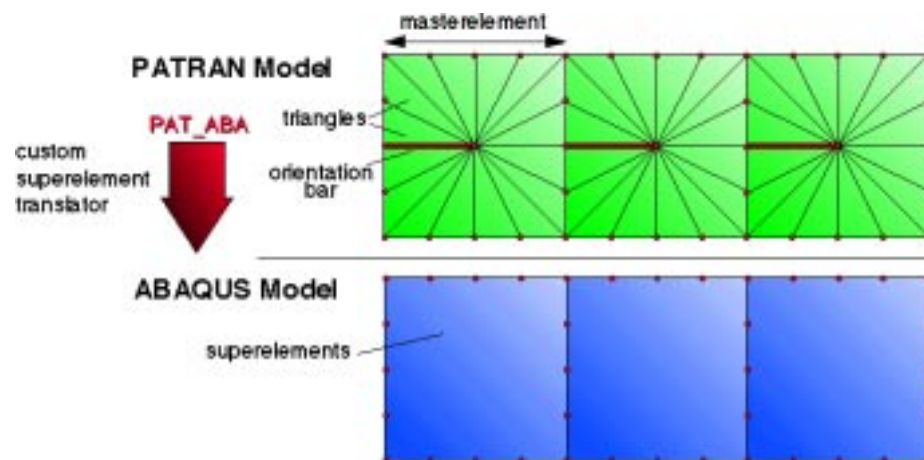 masterelement
PATRAN Model
PAT_ABA
triangles
custom
superelement
translator
orientation
bar
ABAQUS Model
superelements